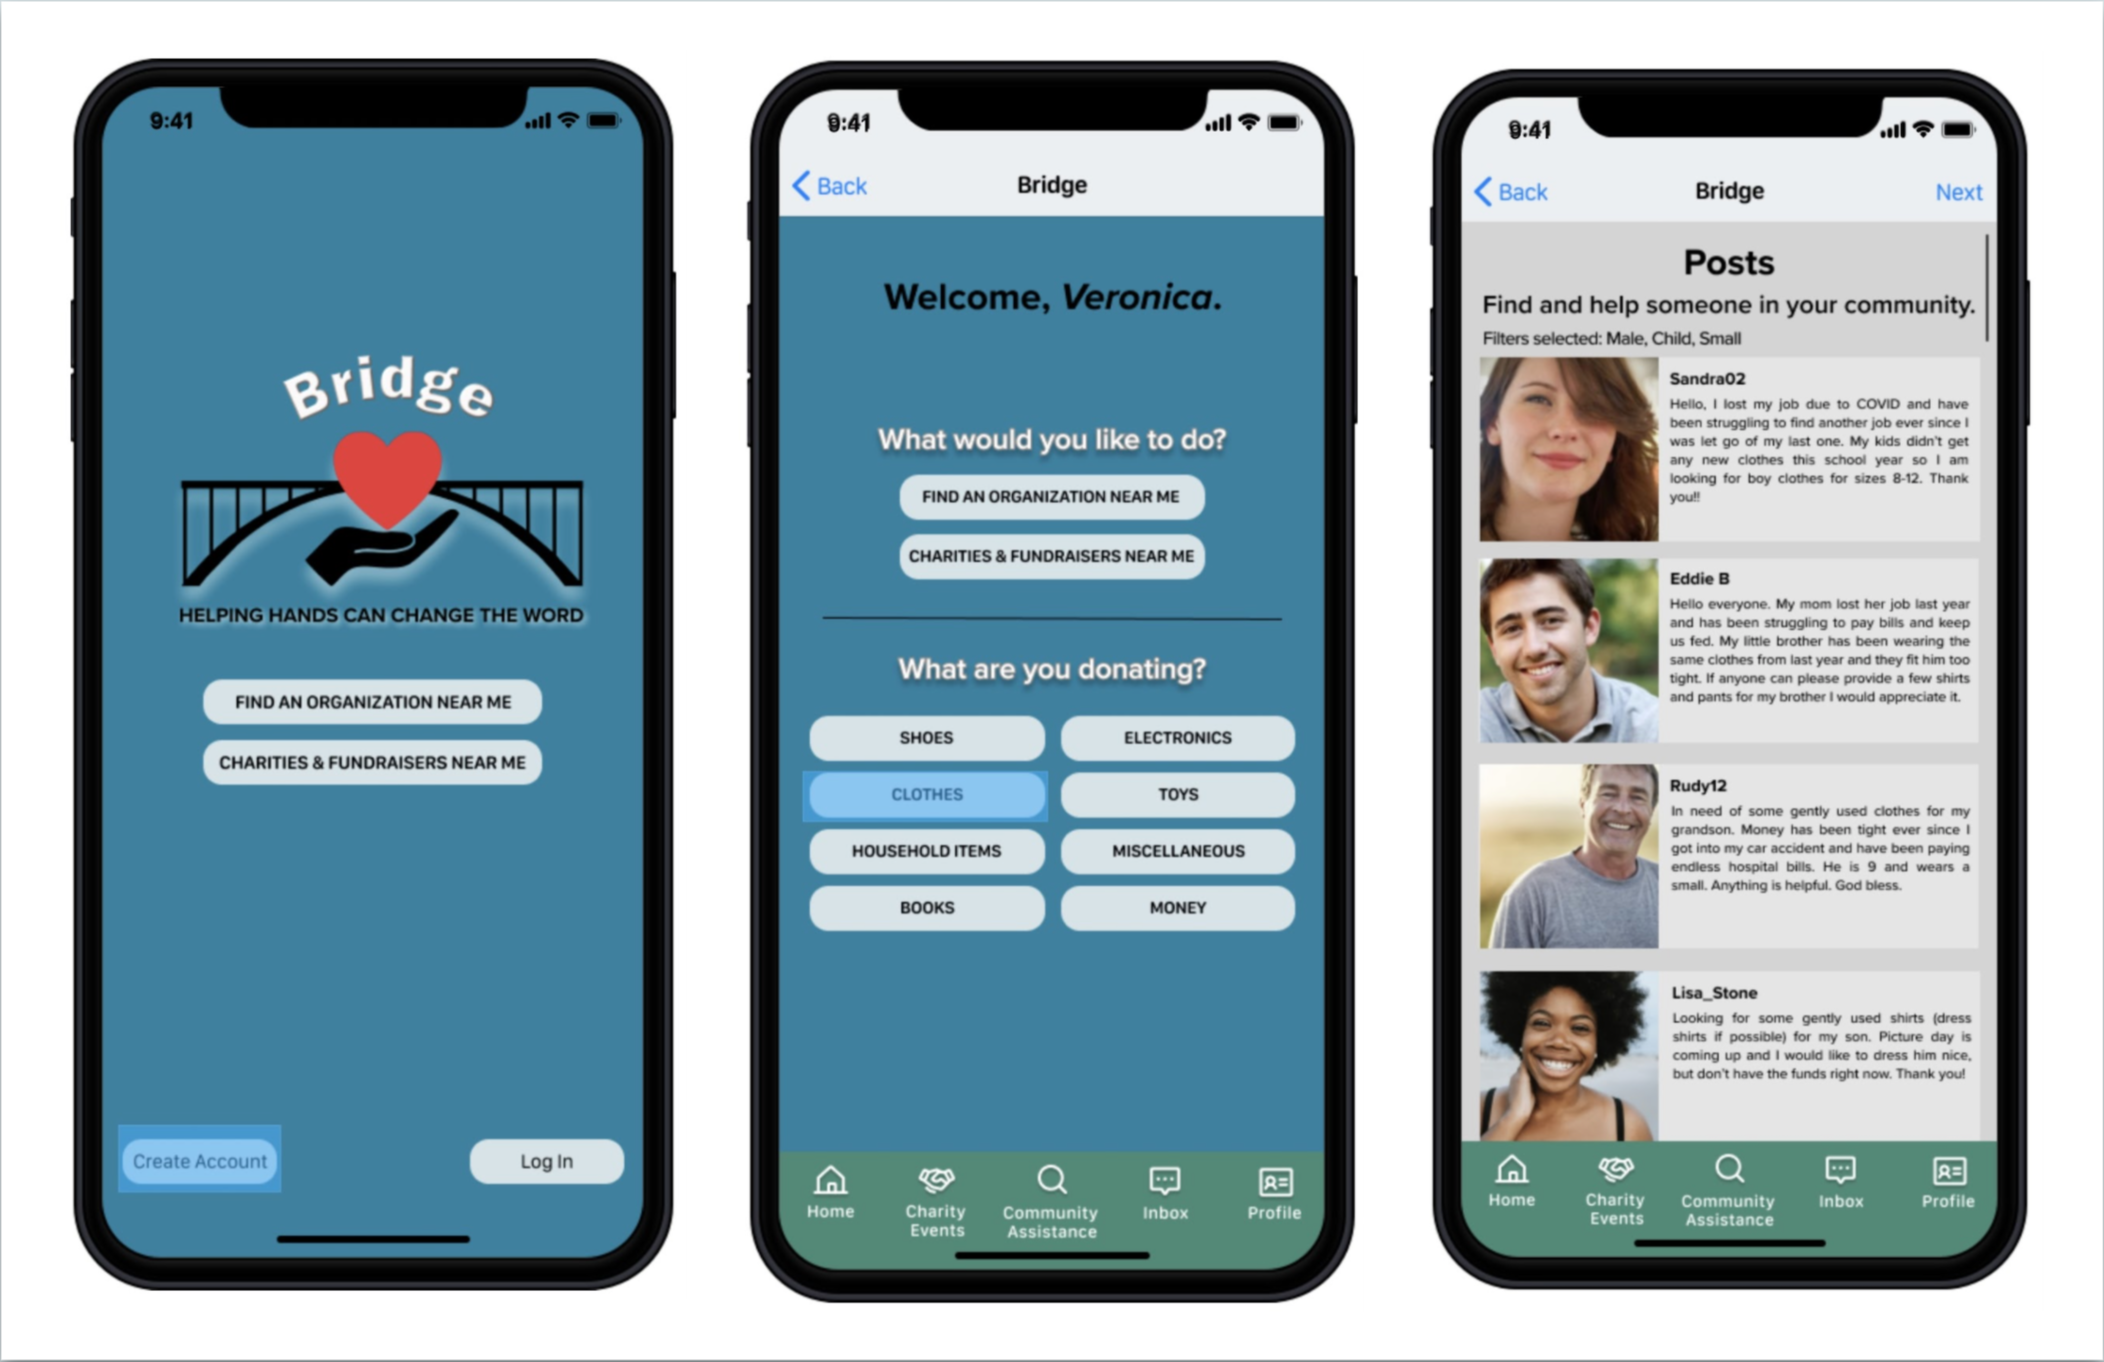 9:41
Bridge
HELPING HANDS CAN CHANGE THE WORD
FIND AN ORGANIZATION NEAR ME
CHARITIES & FUNDRAISERS NEAR ME
Create Account
Log In
9:41
Back
Bridge
Welcome, Veronica.
What would you like to do?
FIND AN ORGANIZATION NEAR ME
CHARITIES & FUNDRAISERS NEAR ME
What are you donating?
SHOES
ELECTRONICS
CLOTHES
TOYS
HOUSEHOLD ITEMS
MISCELLANEOUS
BOOKS
MONEY
Home
Charity
Events
Community
Assistance
Inbox
Profile
9:41
Back
Bridge
Next
Posts
Find and help someone in your community.
Filters selected: Male, Child, Small
Sandra02
Hello, I lost my job due to COVID and have
been struggling to find another job ever since I
was let go of my last one. My kids didn't get
any new clothes this school year so I am
looking for boy clothes for sizes 8-12. Thank
you!!
Eddie B
Hello everyone. My mom lost her job last year
and has been struggling to pay bills and keep
us fed. My little brother has been wearing the
same clothes from last year and they fit him too
tight. If anyone can please provide a few shirts
and pants for my brother I would appreciate it.
Rudy12
In need of some gently used clothes for my
grandson. Money has been tight ever since I
got into my car accident and have been paying
endless hospital bills. He is 9 and wears a
small. Anything is helpful. God bless.
Lisa_Stone
Looking for some gently used shirts (dress
shirts if possible) for my son. Picture day is
coming up and I would like to dress him nice,
but don't have the funds right now. Thank you!
Home
Charity
Events
Community
Assistance
Inbox
Profile